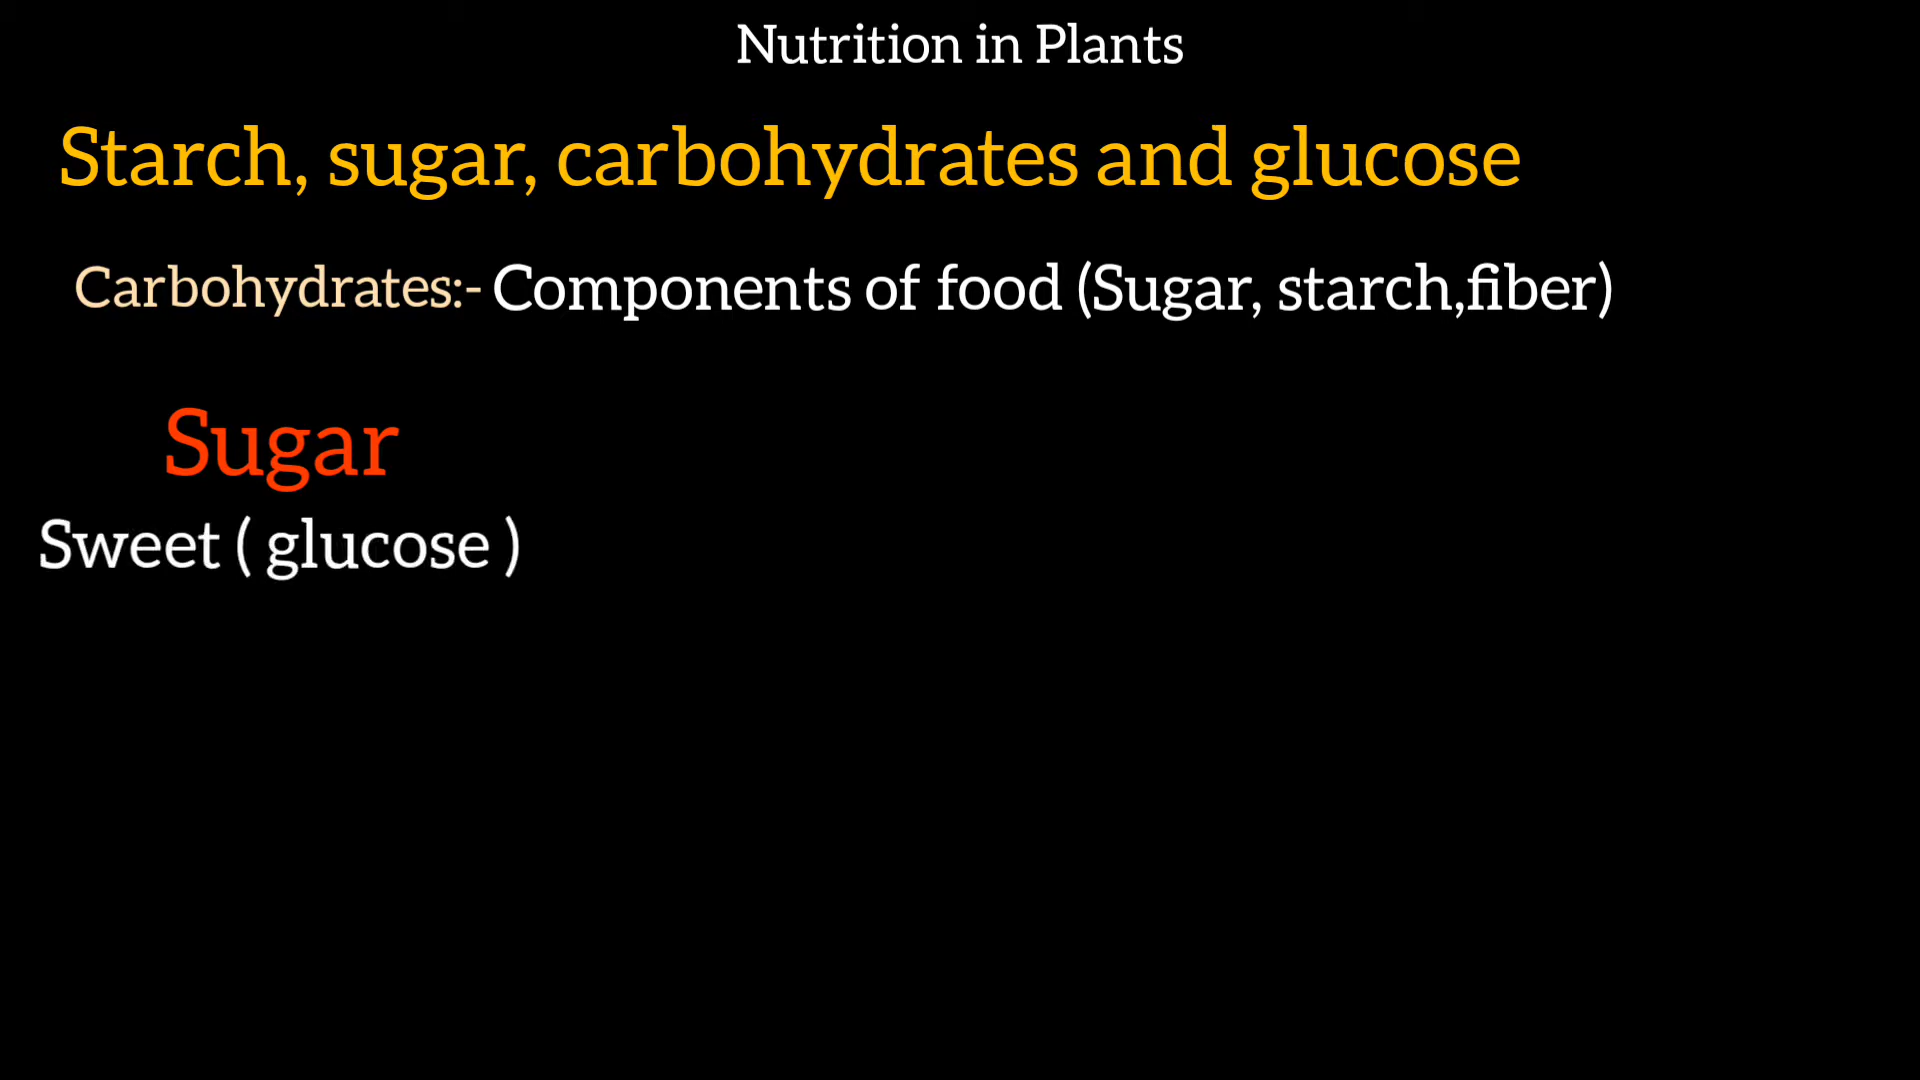 Nutrition in Plants
Starch, sugar, carbohydrates and glucose
Carbohydrates:- Components of food (Sugar, starch,fiber)
Sugar
Sweet ( glucose )